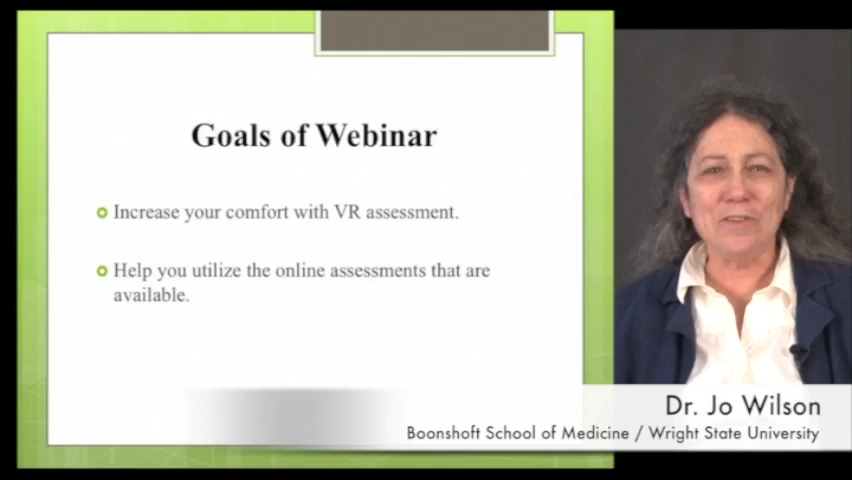 Goals of Webinar
Increase your comfort with VR assessment.
Help you utilize the online assessments that are
available.
Dr. Jo Wilson
Boonshoft School of Medicine / Wright State University